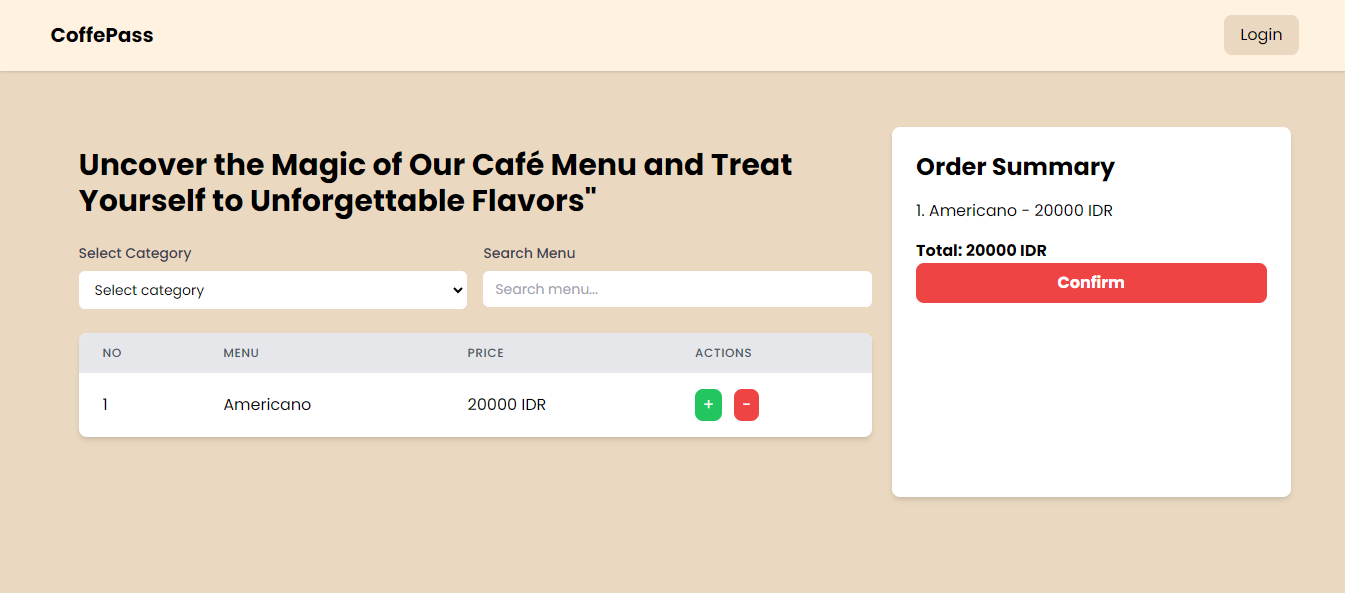 CoffePass
Login
Uncover the Magic of Our Café Menu and Treat
Yourself to Unforgettable Flavors"
Select Category
Search Menu
Select category
Search menu...
NO MENU PRICE ACTIONS
1 Americano 20000 IDR + -
Order Summary
1. Americano - 20000 IDR
Total: 20000 IDR
Confirm